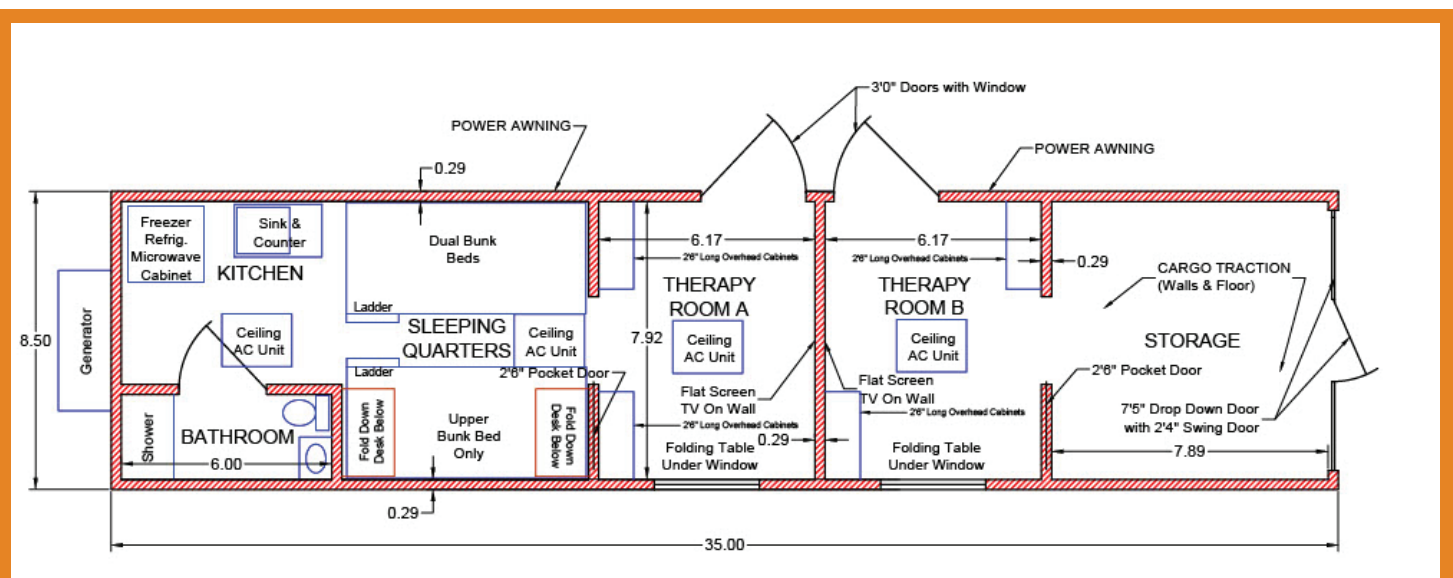 3'0" Doors with Window
POWER AWNING
POWER AWNING
0.29
Freezer
Refrig.
Microwave
Cabinet
Sink &
Counter
KITCHEN
Dual Bunk
Beds
6.17
2'6" Long Overhead Cabinets
6.17
2'6" Long Overhead Cabinets
0.29
CARGO TRACTION
(Walls & Floor)
THERAPY
ROOM A
THERAPY
ROOM B
Ladder
Generator
8.50
Ceiling
AC Unit
SLEEPING
QUARTERS
Ceiling
AC Unit
7.92
Ceiling
AC Unit
Ceiling
AC Unit
STORAGE
Ladder
2'6" Pocket Door
2'6" Pocket Door
Flat Screen
TV On Wall
Flat Screen
TV On Wall
Shower
BATHROOM
6.00
Fold Down
Desk Below
Upper
Bunk Bed
Only
Fold Down
Desk Below
2'6" Long Overhead Cabinets
2'6" Long Overhead Cabinets
7'5" Drop Down Door
with 2'4" Swing Door
0.29
Folding Table
Under Window
Folding Table
Under Window
7.89
0.29
35.00